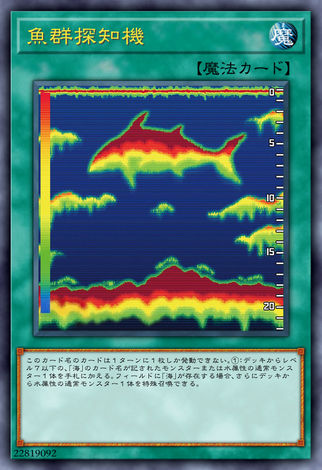 魚群探知機
魔
【魔法カード】
0
5
10
15
20
このカード名のカードは1ターンに1枚しか発動できない。①:デッキからレベ
ル7以下の、「海」のカード名が記されたモンスターまたは水属性の通常モンス
ター1体を手札に加える。フィールドに「海」が存在する場合、さらにデッキか
ら水属性の通常モンスター1体を特殊召喚できる。
22819092